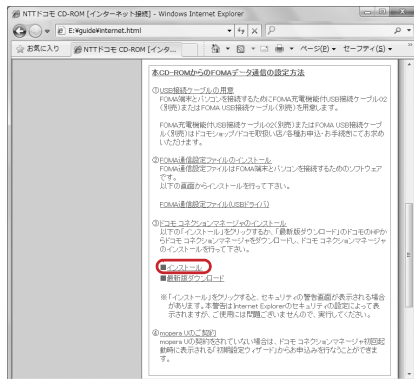 NTTドコモ CD-ROM [インターネット接続] - Windows Internet Explorer
E:¥guide¥internet.html
お気に入り
NTTドコモ CD-ROM [インタ...
ページ(P)
セーフティ(S)
本CD-ROMからのFOMAデータ通信の設定方法
①USB接続ケーブルの用意
FOMA端末とパソコンを接続するためにFOMA充電機能付USB接続ケーブル02
(別売)またはFOMA USB接続ケーブル(別売)を用意します。
FOMA充電機能付USB接続ケーブル02(別売)またはFOMA USB接続ケーブ
ル(別売)はドコモショップ/ドコモ取扱い店/各種お申込・お手続きにてお求め
いただけます。
②FOMA通信設定ファイルのインストール
FOMA通信設定ファイルはFOMA端末とパソコンを接続するためのソフトウェア
です。
以下の画面からインストールを行って下さい。
FOMA通信設定ファイル(USBドライバ)
③ドコモ コネクションマネージャのインストール
以下の「インストール」をクリックするか、「最新版ダウンロード」のドコモのHPか
らドコモ コネクションマネージャをダウンロードし、ドコモ コネクションマネージャ
のインストールを行って下さい。
■インストール
■最新版ダウンロード
※「インストール」をクリックすると、セキュリティの警告画面が表示される場合
があります。本警告はInternet Explorerのセキュリティの設定によって表
示されますが、ご使用には問題ございませんので、実行してください。
④mopera Uのご契約
mopera Uの契約をされていない場合は、ドコモ コネクションマネージャ初回起
動時に表示される「初期設定ウィザード」からお申込みを行なうことができま
す。